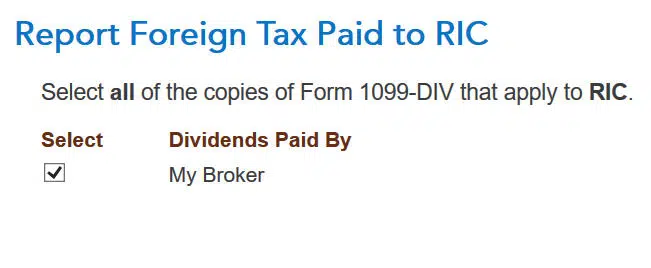 Report Foreign Tax Paid to RIC
Select all of the copies of Form 1099-DIV that apply to RIC.
Select Dividends Paid By
My Broker